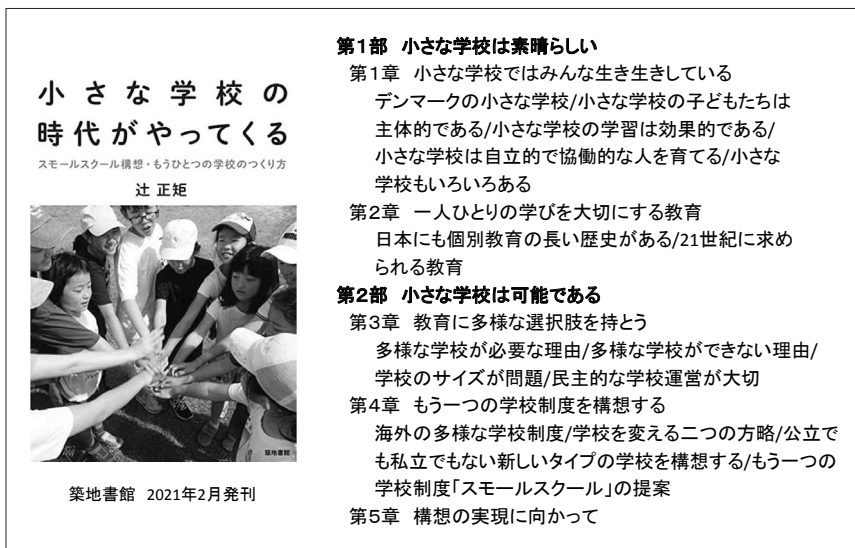 小さな学校の
時代がやってくる
スモールスクール構想・もうひとつの学校のつくり方
辻 正矩
築地書館
築地書館 2021年2月発刊
第1部 小さな学校は素晴らしい
第1章 小さな学校ではみんな生き生きしている
デンマークの小さな学校/小さな学校の子どもたちは
主体的である/小さな学校の学習は効果的である/
小さな学校は自立的で協働的な人を育てる/小さな
学校もいろいろある
第2章 一人ひとりの学びを大切にする教育
日本にも個別教育の長い歴史がある/21世紀に求め
られる教育
第2部 小さな学校は可能である
第3章 教育に多様な選択肢を持とう
多様な学校が必要な理由/多様な学校ができない理由/
学校のサイズが問題/民主的な学校運営が大切
第4章 もう一つの学校制度を構想する
海外の多様な学校制度/学校を変える二つの方略/公立で
も私立でもない新しいタイプの学校を構想する/もう一つの
学校制度「スモールスクール」の提案
第5章 構想の実現に向かって